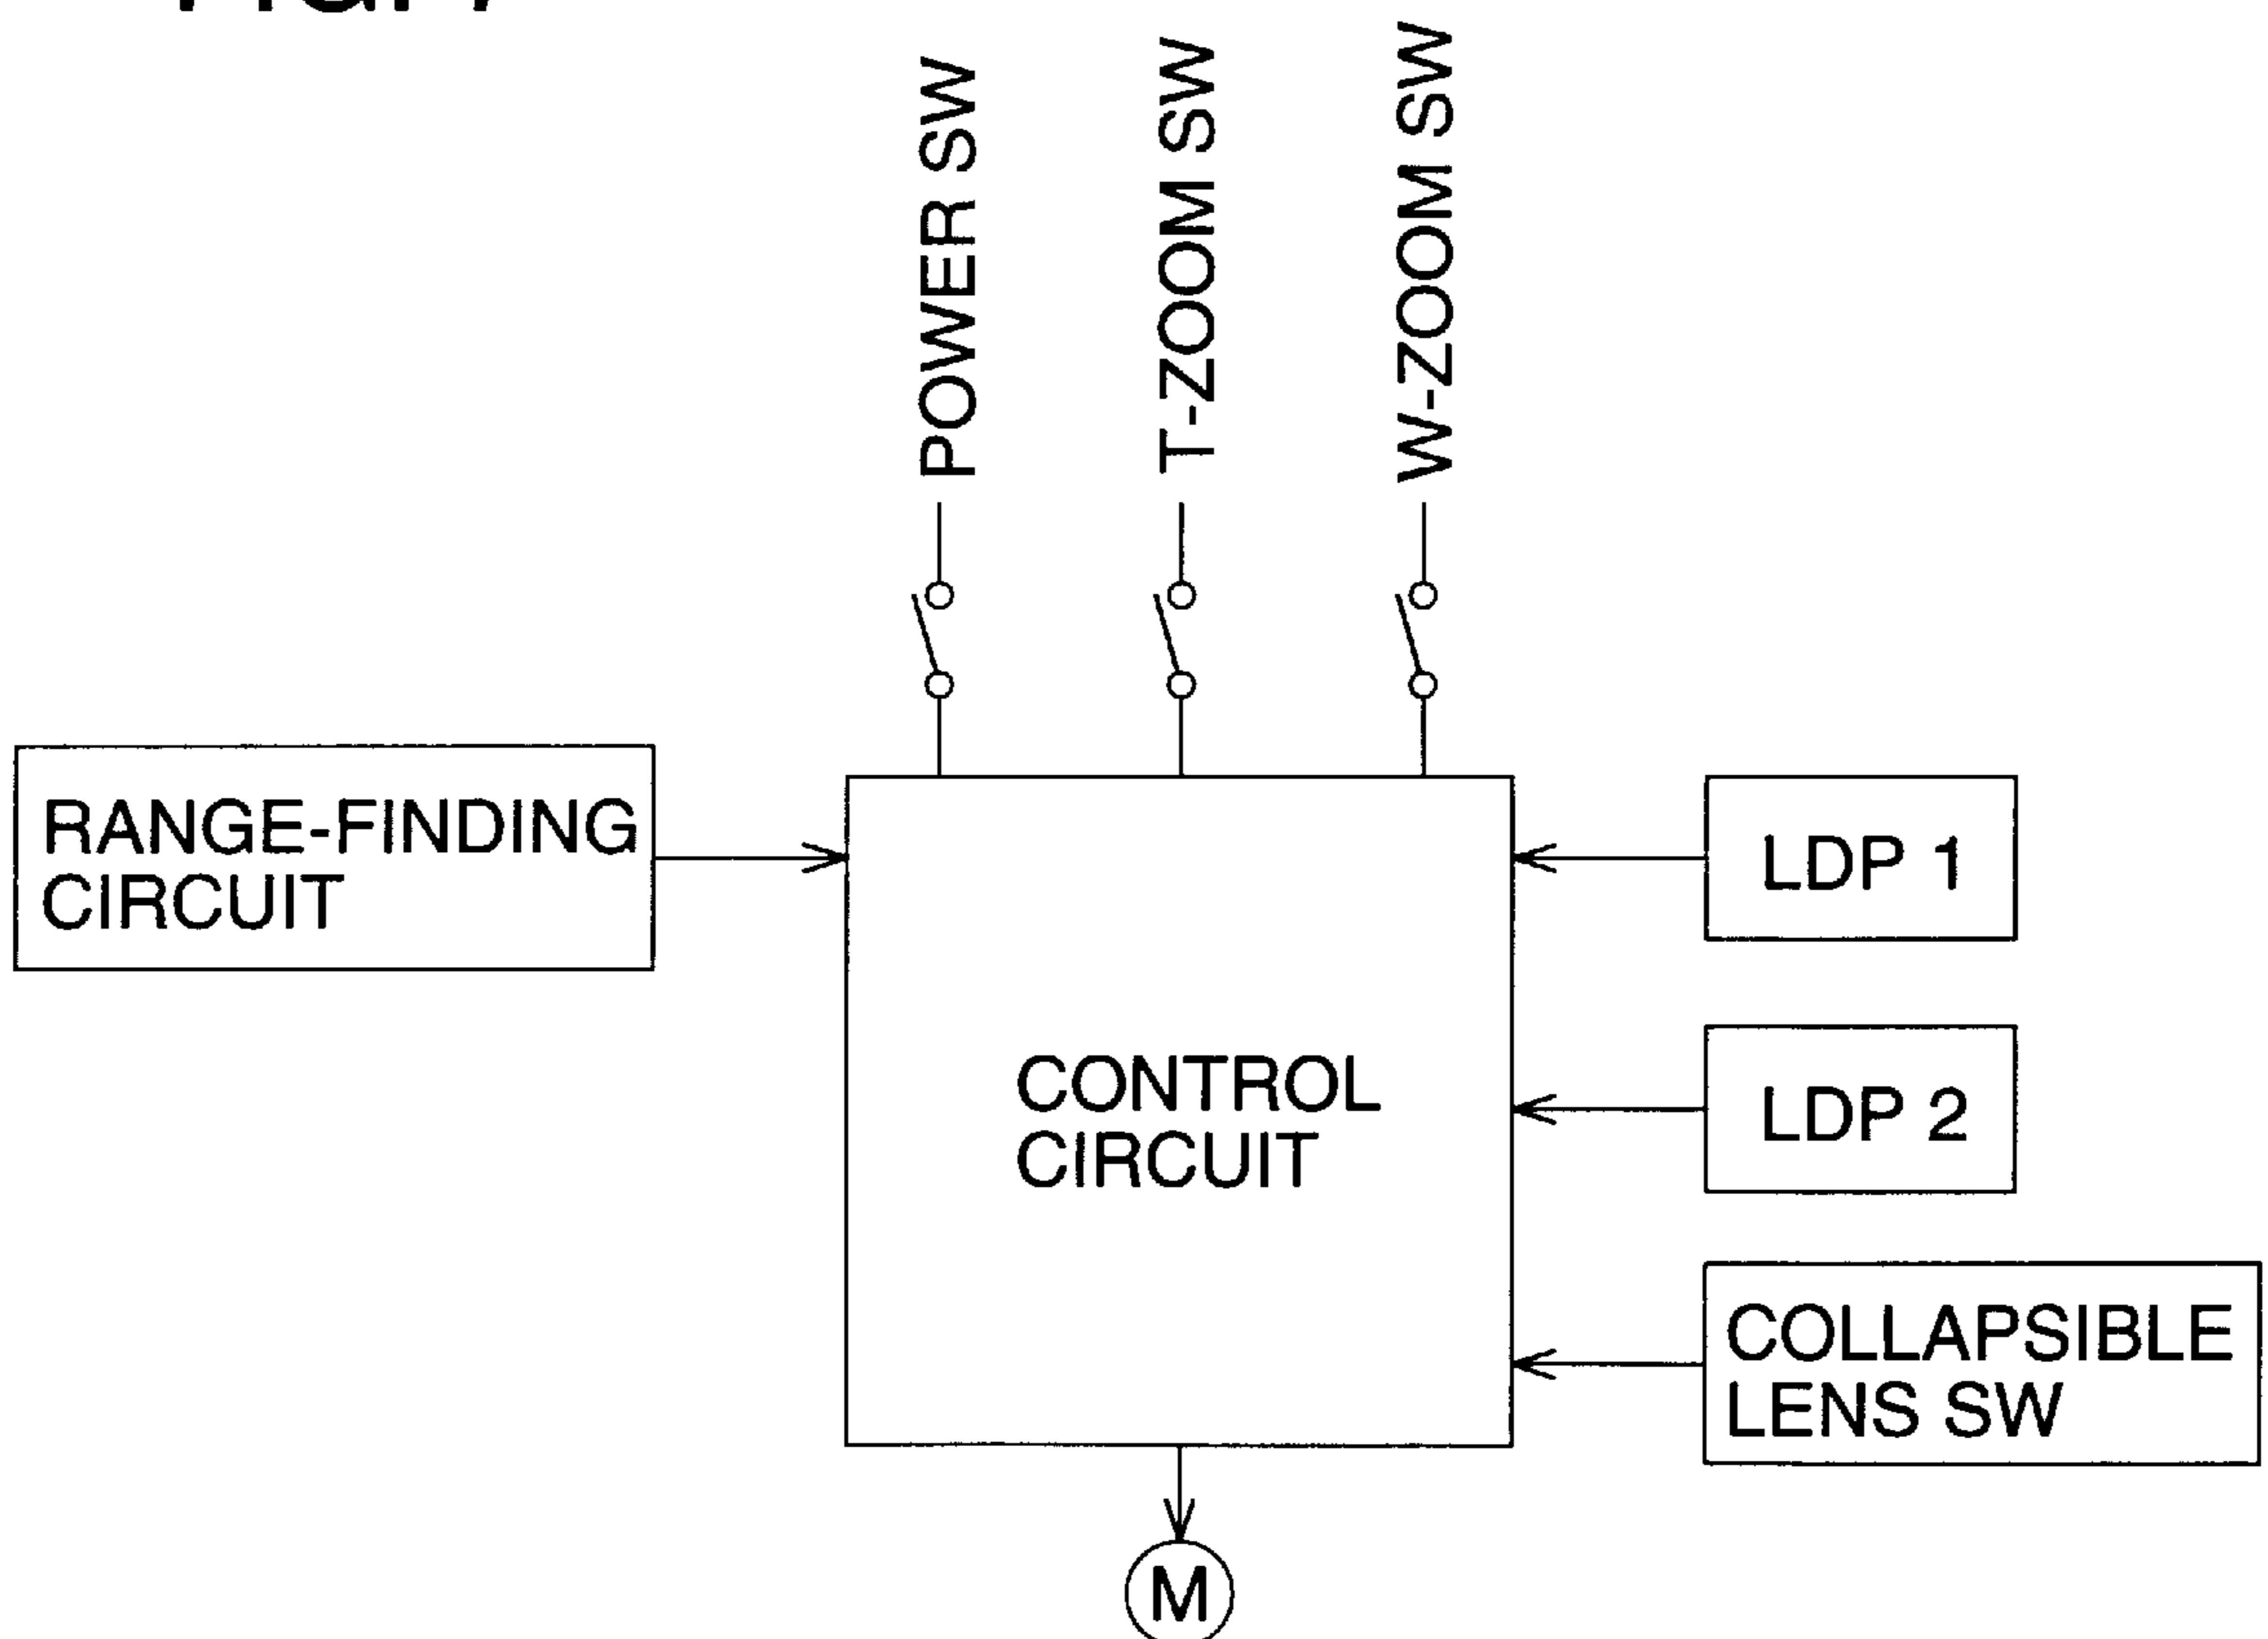 POWER SW
T-ZOOM SW
W-ZOOM SW
RANGE-FINDING
CIRCUIT
LDP 1
CONTROL
CIRCUIT
LDP 2
COLLAPSIBLE
LENS SW
M